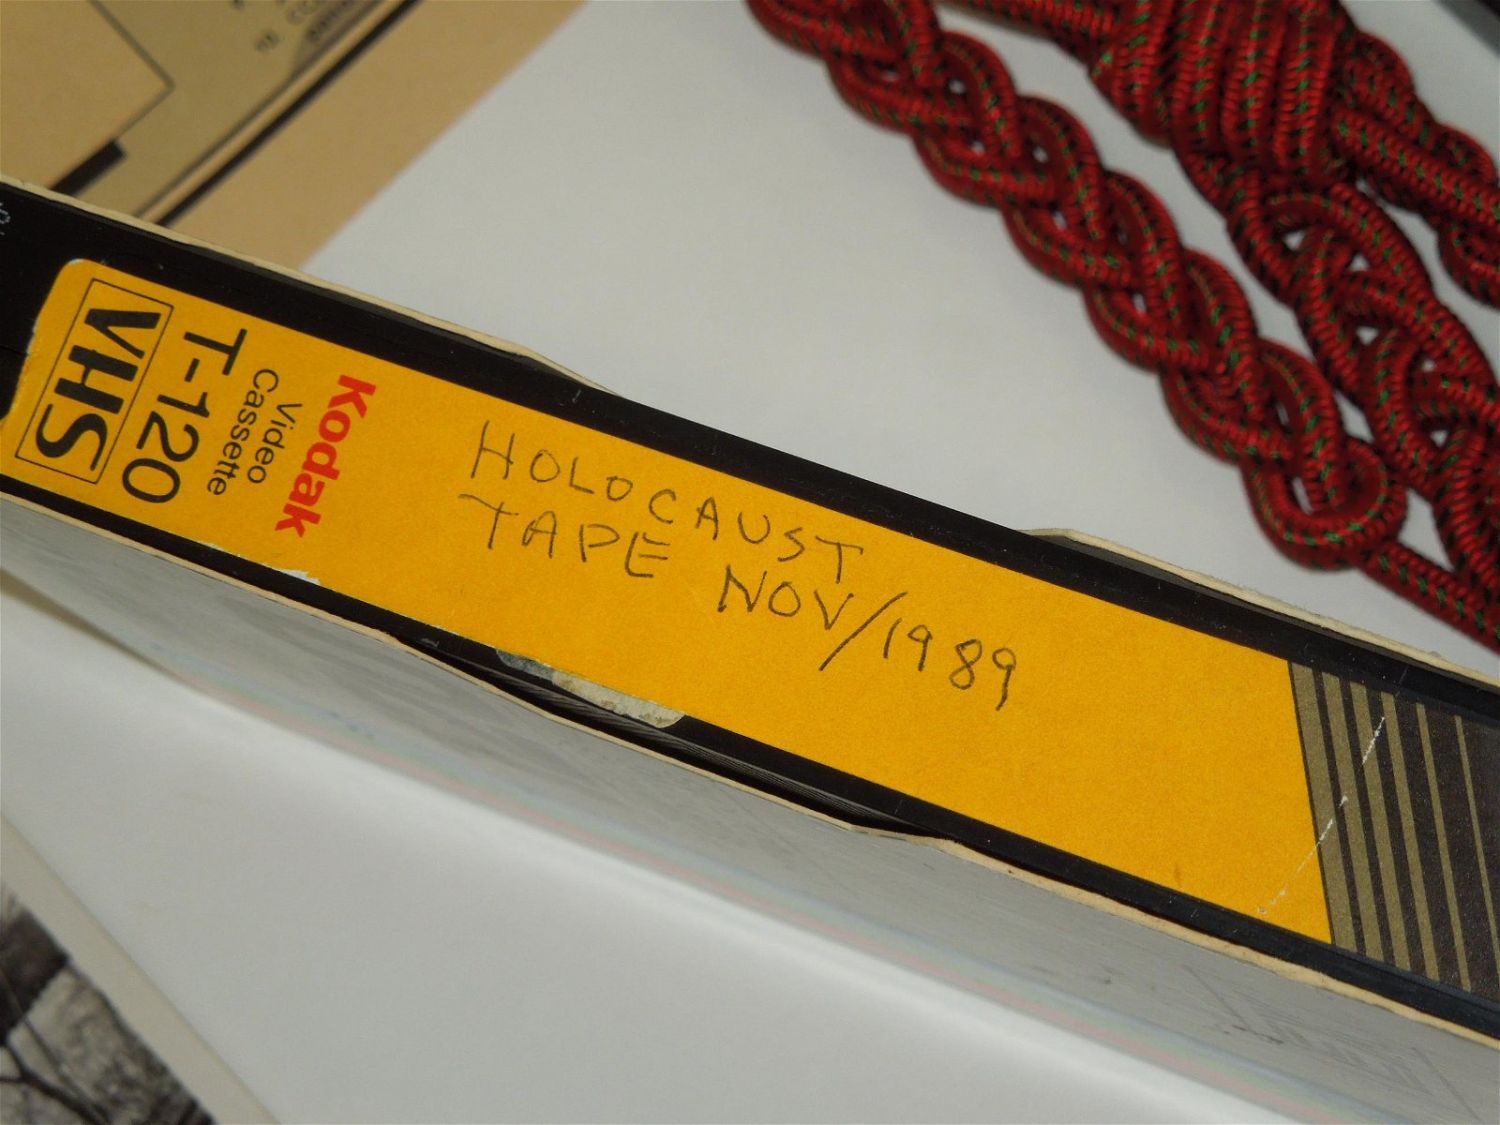 VHS
T-120
Video
Cassette
Kodak
HOLOCAUST
TAPE NOV/1989